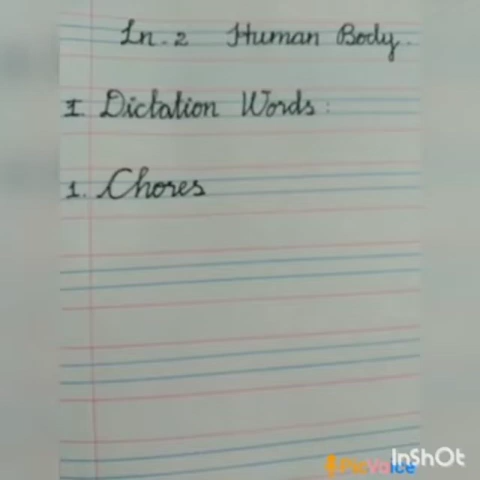 Ln. 2 Human Body.
I Dictation Words:
1. Chores
InShOt